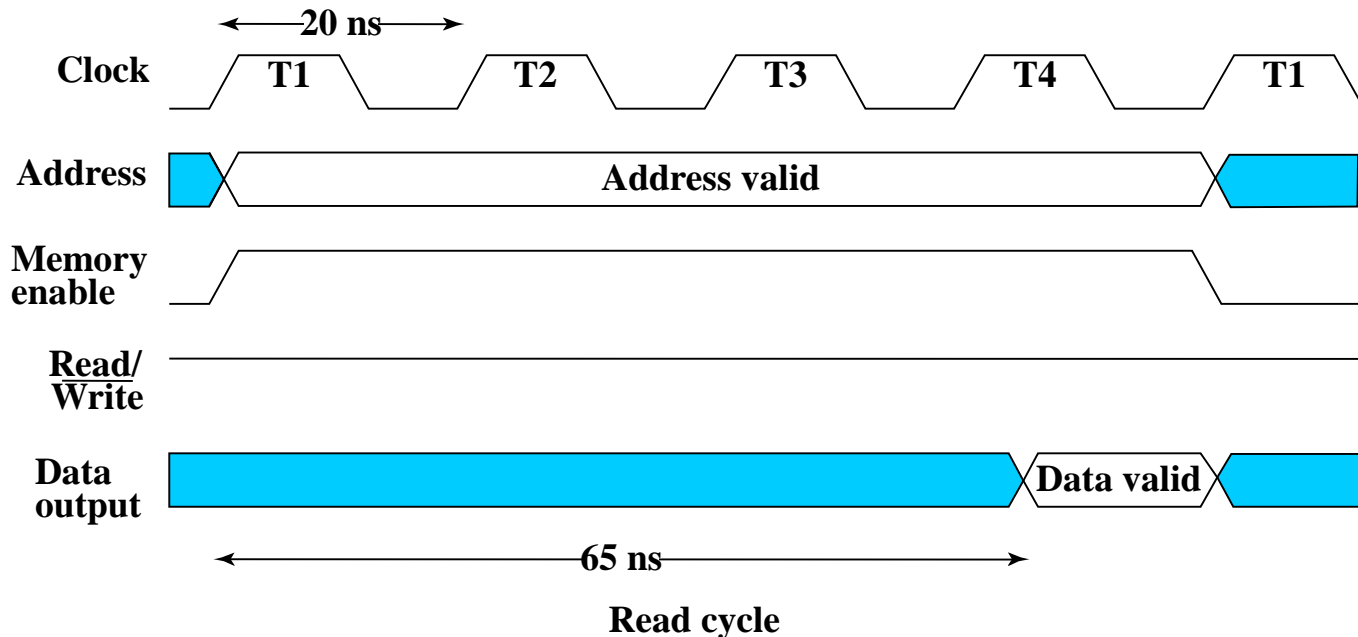 20 ns
Clock T1 T2 T3 T4 T1
Address Address valid
Memory
enable
Read/
Write
Data
output Data valid
65 ns
Read cycle